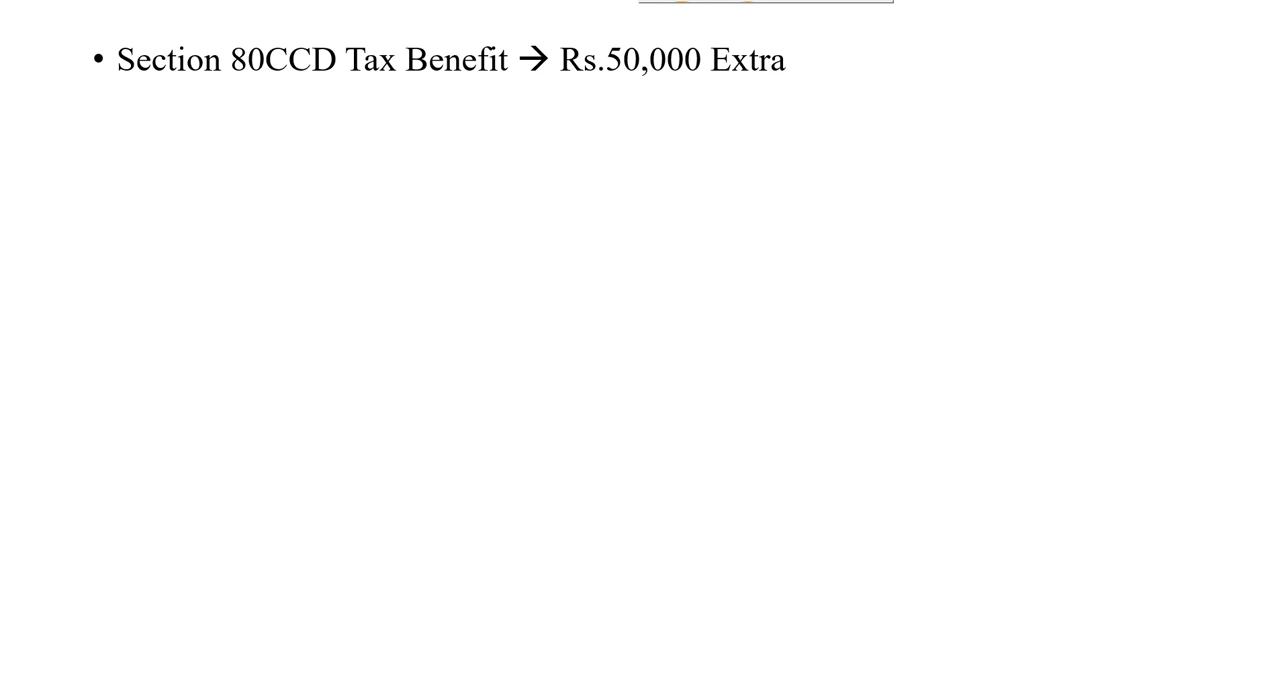 • Section 80CCD Tax Benefit → Rs.50,000 Extra